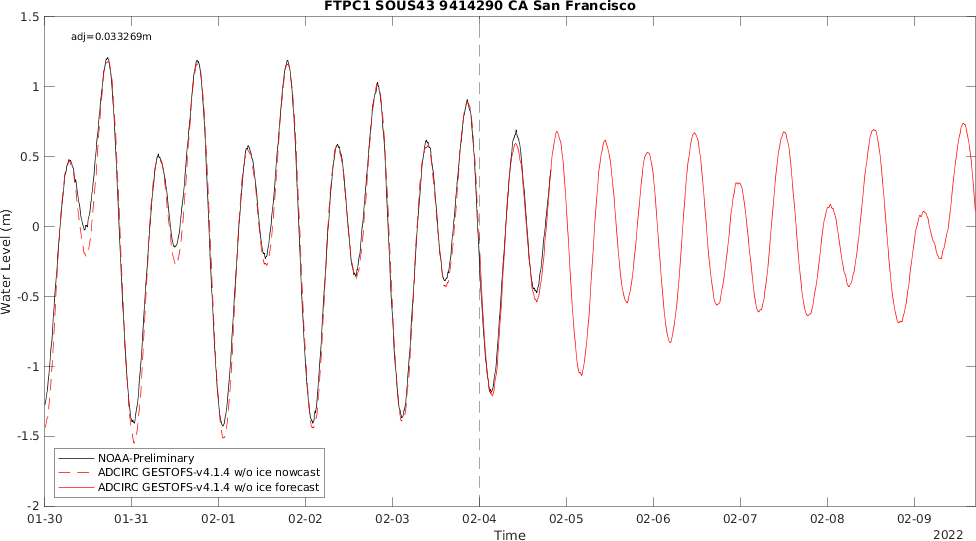 FTPC1 SOUS43 9414290 CA San Francisco
adj=0.033269m
1.5
1
0.5
0
-0.5
-1
-1.5
-2
Water Level (m)
NOAA-Preliminary
ADCIRC GESTOFS-v4.1.4 w/o ice nowcast
ADCIRC GESTOFS-v4.1.4 w/o ice forecast
01-30 01-31 02-01 02-02 02-03 02-04 02-05 02-06 02-07 02-08 02-09
Time
2022